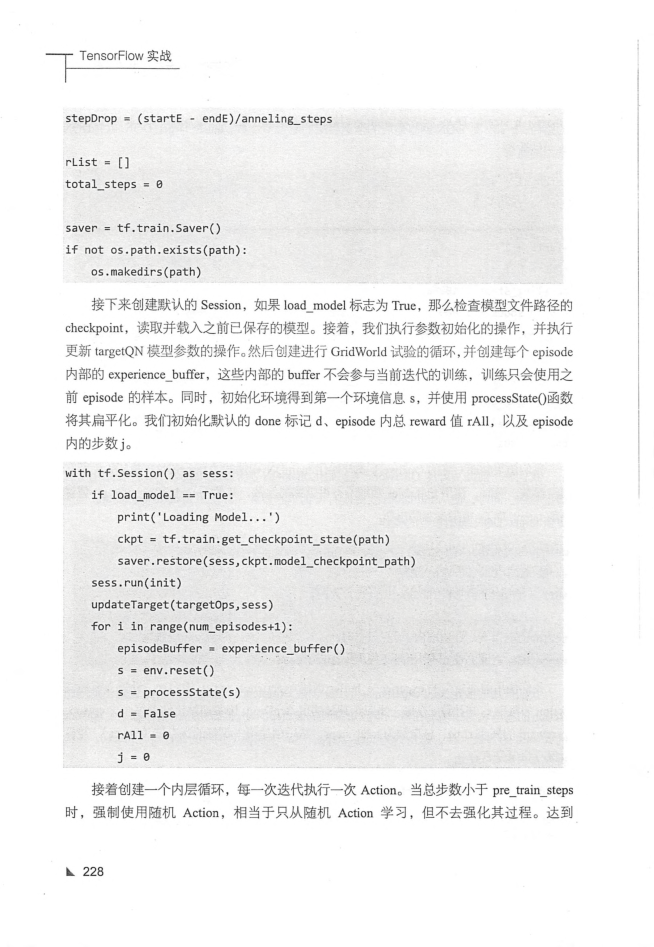 TensorFlow 实战
stepDrop = (startE - endE)/anneling_steps
rList = []
total_steps = 0
saver = tf.train.Saver()
if not os.path.exists(path):
    os.makedirs(path)
接下来创建默认的 Session，如果 load_model 标志为 True，那么检查模型文件路径的
checkpoint，读取并载入之前已保存的模型。接着，我们执行参数初始化的操作，并执行
更新 targetQN 模型参数的操作。然后创建进行 GridWorld 试验的循环，并创建每个 episode
内部的 experience_buffer，这些内部的 buffer 不会参与当前迭代的训练，训练只会使用之
前 episode 的样本。同时，初始化环境得到第一个环境信息 s，并使用 processState()函数
将其扁平化。我们初始化默认的 done 标记 d、episode 内总 reward 值 rAll，以及 episode
内的步数 j。
with tf.Session() as sess:
    if load_model == True:
        print('Loading Model...')
        ckpt = tf.train.get_checkpoint_state(path)
        saver.restore(sess,ckpt.model_checkpoint_path)
    sess.run(init)
    updateTarget(targetOps,sess)
    for i in range(num_episodes+1):
        episodeBuffer = experience_buffer()
        s = env.reset()
        s = processState(s)
        d = False
        rAll = 0
        j = 0
接着创建一个内层循环，每一次迭代执行一次 Action。当总步数小于 pre_train_steps
时，强制使用随机 Action，相当于只从随机 Action 学习，但不去强化其过程。达到
228